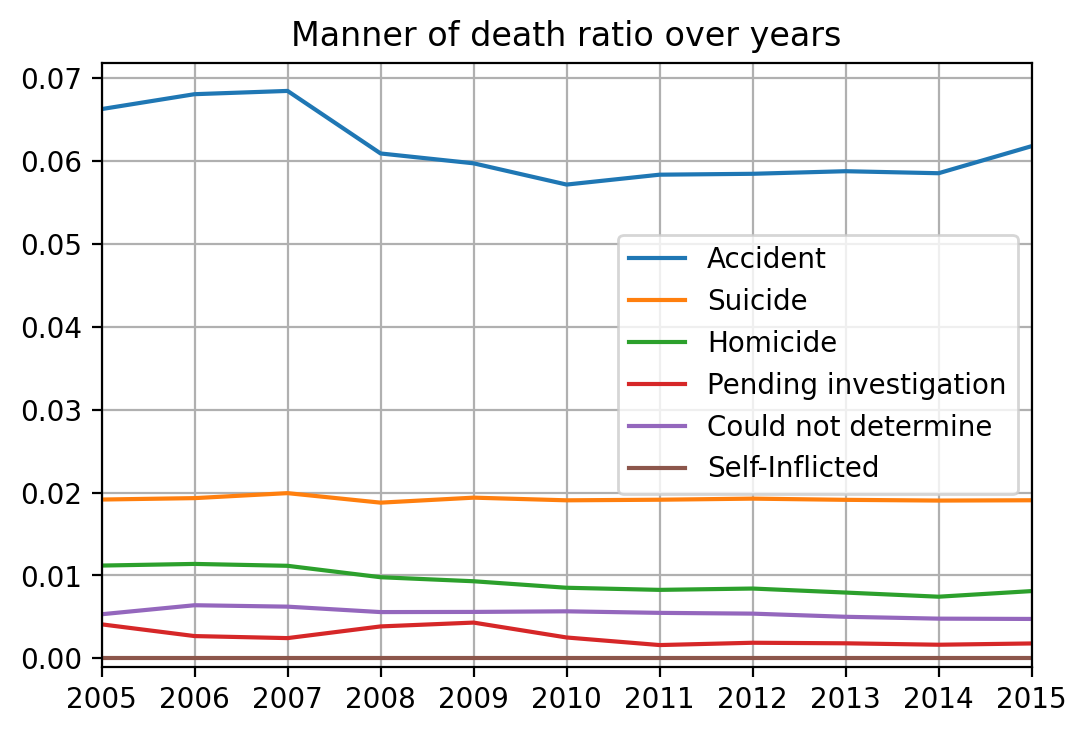 Manner of death ratio over years
0.07
0.06
0.05
0.04
0.03
0.02
0.01
0.00
Accident
Suicide
Homicide
Pending investigation
Could not determine
Self-Inflicted
2005 2006 2007 2008 2009 2010 2011 2012 2013 2014 2015